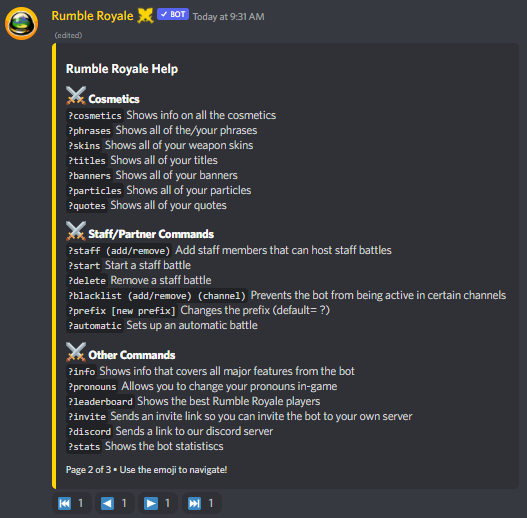 Rumble Royale BOT Today at 9:31 AM
(edited)
Rumble Royale Help
Cosmetics
?cosmetics Shows info on all the cosmetics
?phrases Shows all of the/your phrases
?skins Shows all of your weapon skins
?titles Shows all of your titles
?banners Shows all of your banners
?particles Shows all of your particles
?quotes Shows all of your quotes
Staff/Partner Commands
?staff (add/remove) Add staff members that can host staff battles
?start Start a staff battle
?delete Remove a staff battle
?blacklist (add/remove) (channel) Prevents the bot from being active in certain channels
?prefix [new prefix] Changes the prefix (default= ?)
?automatic Sets up an automatic battle
Other Commands
?info Shows info that covers all major features from the bot
?pronouns Allows you to change your pronouns in-game
?leaderboard Shows the best Rumble Royale players
?invite Sends an invite link so you can invite the bot to your own server
?discord Sends a link to our discord server
?stats Shows the bot statistiscs
Page 2 of 3 • Use the emoji to navigate!
1 1 1 1